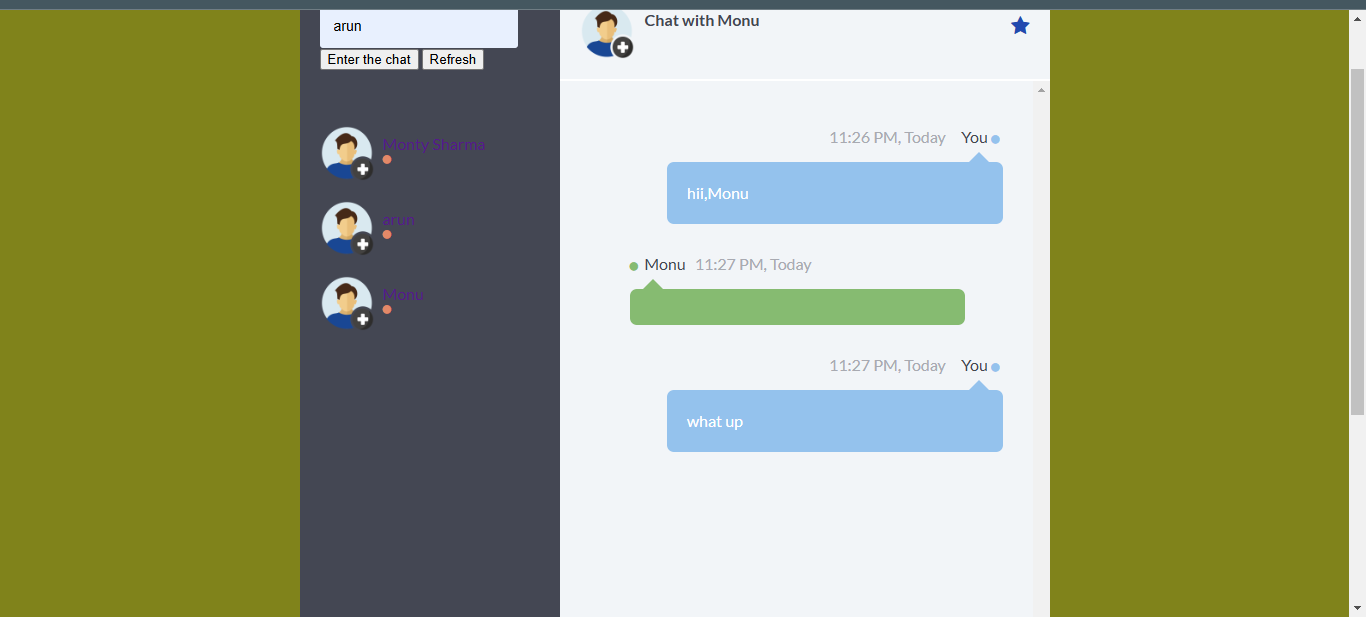 arun
Enter the chat Refresh
Monty Sharma
arun
Monu
Chat with Monu
11:26 PM, Today You
hii,Monu
Monu 11:27 PM, Today
11:27 PM, Today You
what up